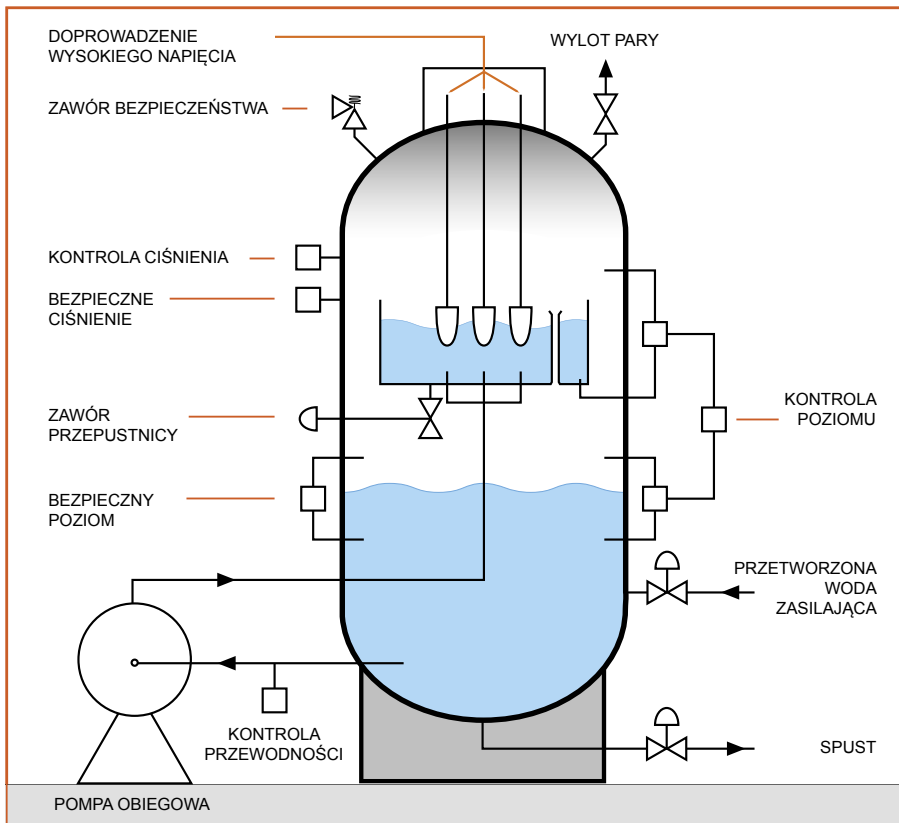 DOPROWADZENIE
WYSOKIEGO NAPIĘCIA
WYLOT PARY
ZAWÓR BEZPIECZEŃSTWA
KONTROLA CIŚNIENIA
BEZPIECZNE
CIŚNIENIE
ZAWÓR
PRZEPUSTNICY
KONTROLA
POZIOMU
BEZPIECZNY
POZIOM
PRZETWORZONA
WODA
ZASILAJĄCA
KONTROLA
PRZEWODNOŚCI
SPUST
POMPA OBIEGOWA